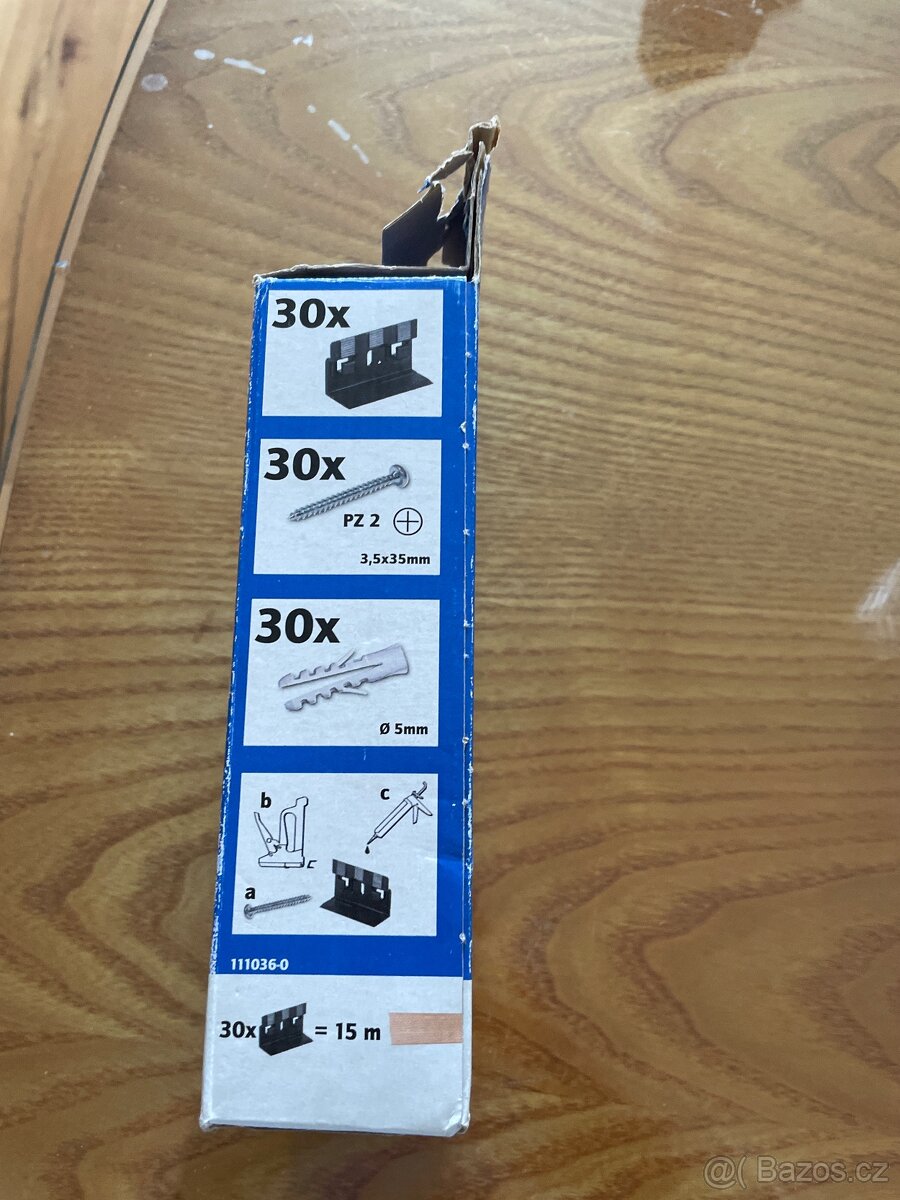 30x
30x
PZ 2
3,5x35mm
30x
Ø 5mm
b
c
a
111036-0
30x = 15 m
@( Bazos.cz